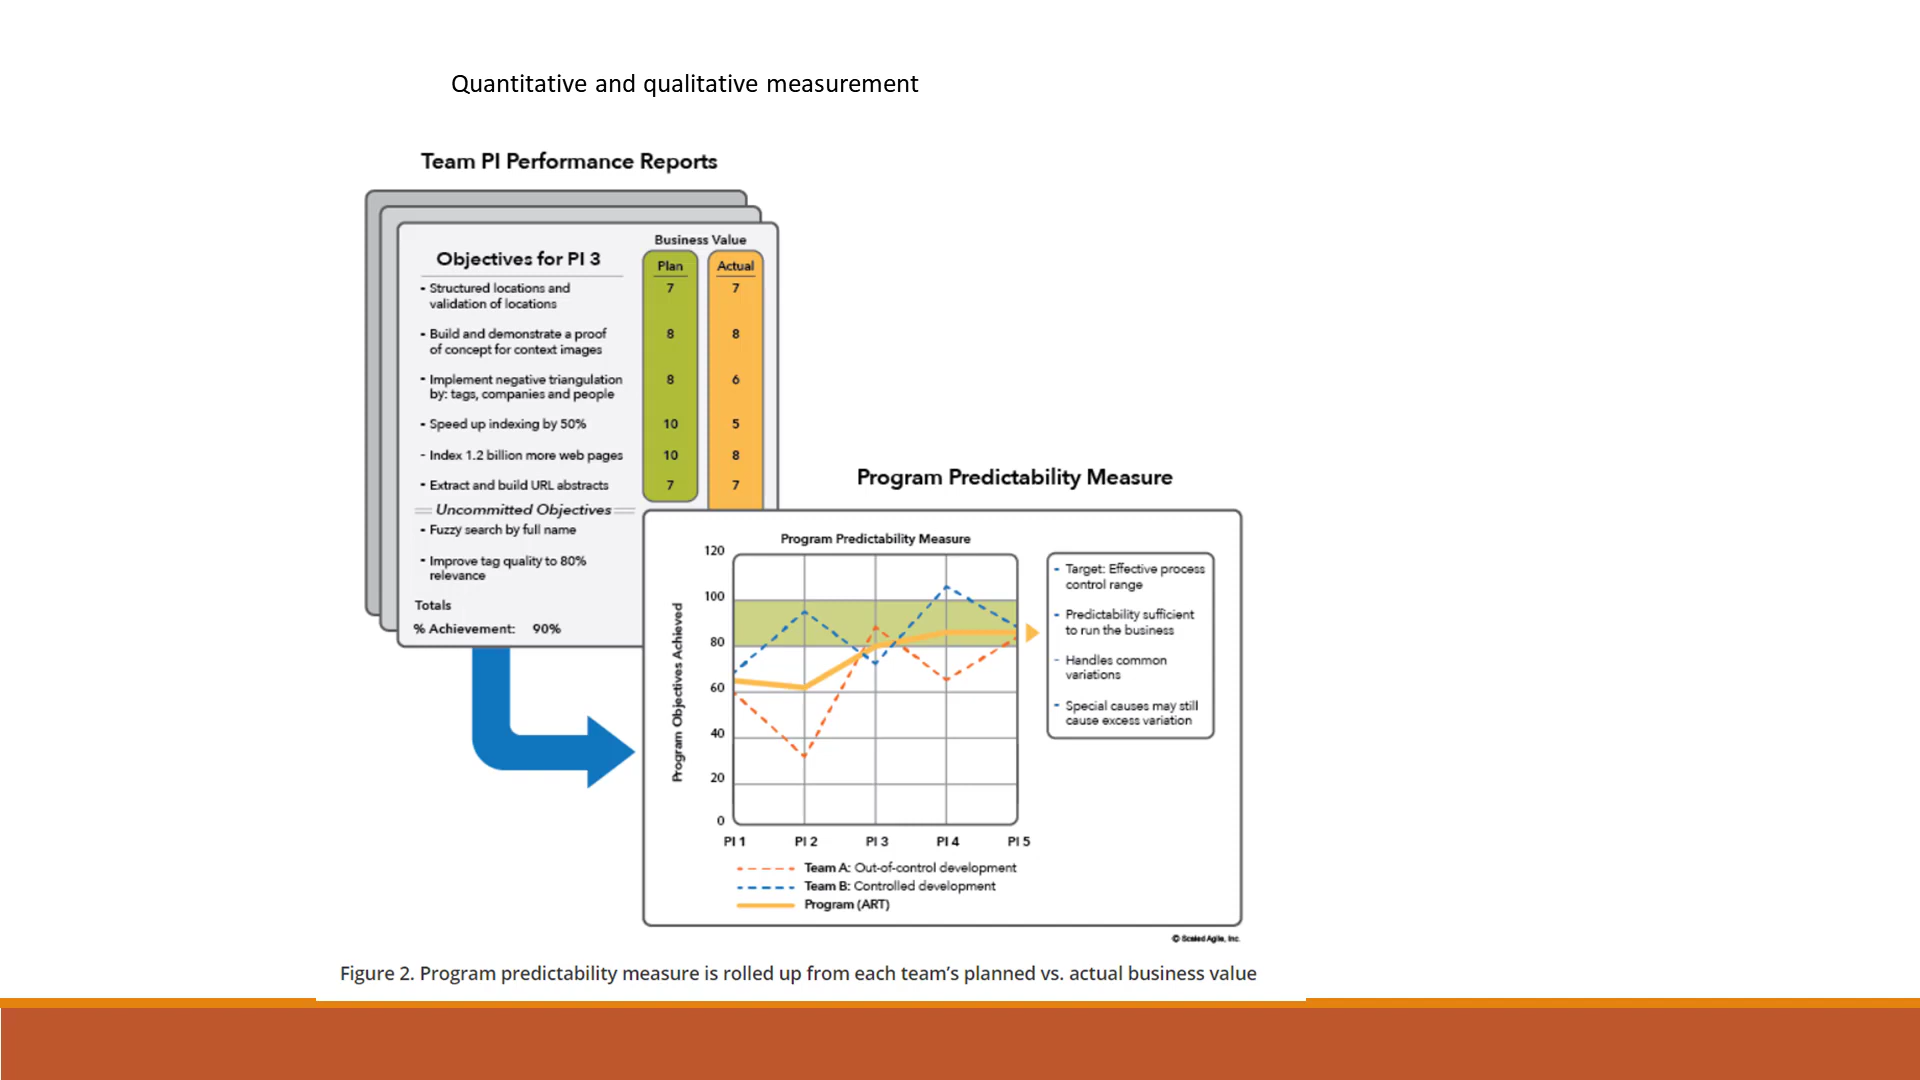 Quantitative and qualitative measurement
Team PI Performance Reports
Business Value
Objectives for PI 3
Plan
Actual
- Structured locations and
validation of locations
7
7
- Build and demonstrate a proof
of concept for context images
8
8
- Implement negative triangulation
by: tags, companies and people
8
6
- Speed up indexing by 50%
10
5
- Index 1.2 billion more web pages
10
8
- Extract and build URL abstracts
7
7
Uncommitted Objectives
- Fuzzy search by full name
- Improve tag quality to 80%
relevance
Totals
% Achievement: 90%
Program Predictability Measure
Program Predictability Measure
Program Objectives Achieved
120
100
80
60
40
20
0
PI 1
PI 2
PI 3
PI 4
PI 5
Team A: Out-of-control development
Team B: Controlled development
Program (ART)
- Target: Effective process
control range
- Predictability sufficient
to run the business
- Handles common
variations
- Special causes may still
cause excess variation
© Scaled Agile, Inc.
Figure 2. Program predictability measure is rolled up from each team’s planned vs. actual business value